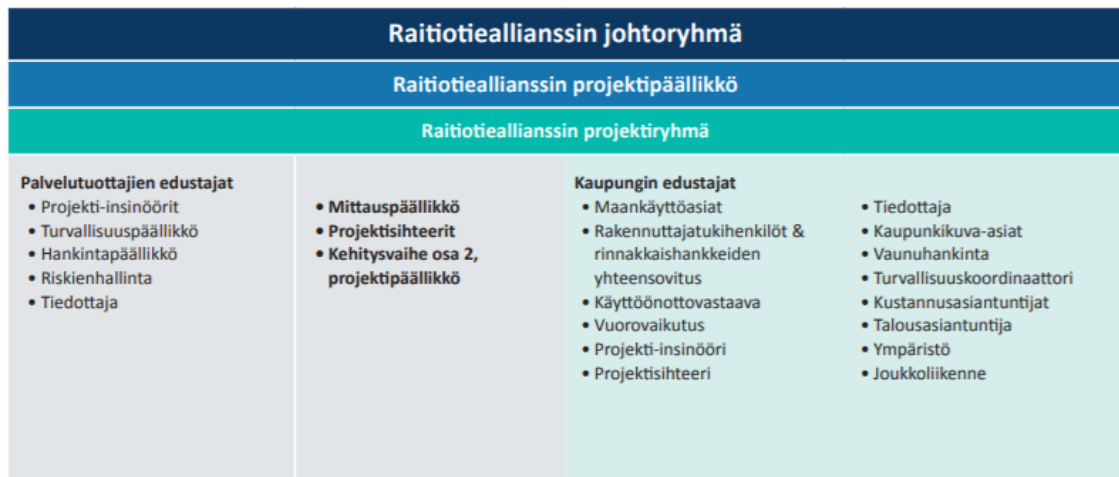 Raitiotieallianssin johtoryhmä
Raitiotieallianssin projektipäällikkö
Raitiotieallianssin projektiryhmä
Palvelutuottajien edustajat
• Projekti-insinöörit
• Turvallisuuspäällikkö
• Hankintapäällikkö
• Riskienhallinta
• Tiedottaja
• Mittauspäällikkö
• Projektisihteerit
• Kehitysvaihe osa 2,
projektipäällikkö
Kaupungin edustajat
• Maankäyttöasiat
• Rakennuttajatukihenkilöt &
rinnakkaishankkeiden
yhteensovitus
• Käyttöönottovastaava
• Vuorovaikutus
• Projekti-insinööri
• Projektisihteeri
• Tiedottaja
• Kaupunkikuva-asiat
• Vaunuhankinta
• Turvallisuuskoordinaattori
• Kustannusasiantuntijat
• Talousasiantuntija
• Ympäristö
• Joukkoliikenne